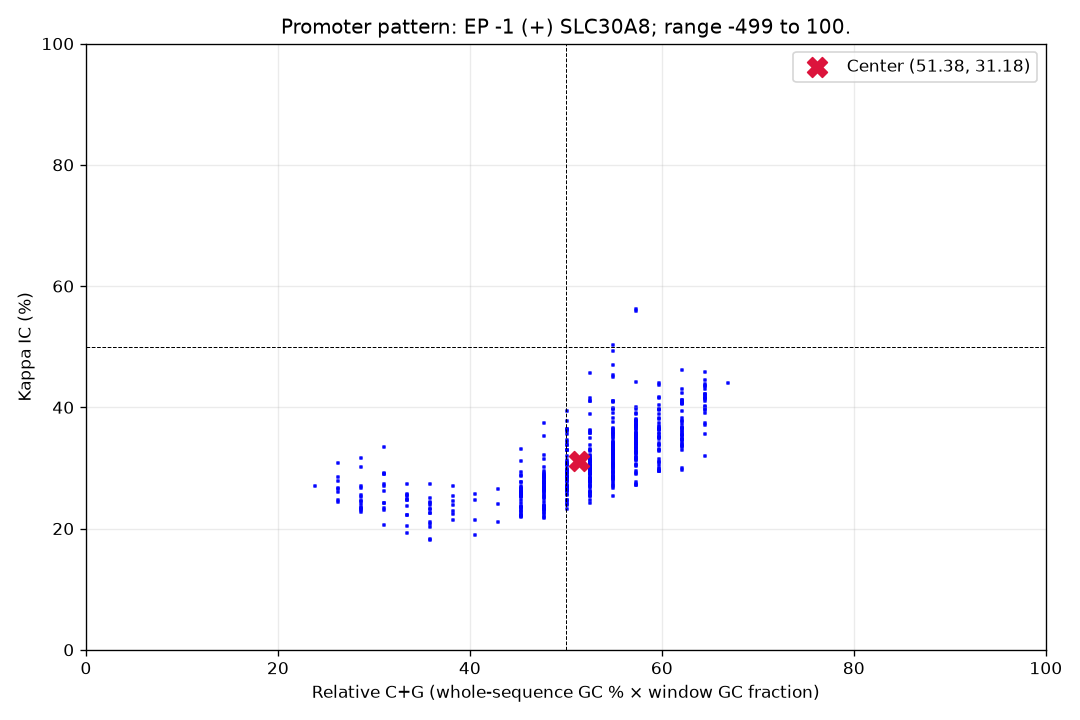 Promoter pattern: EP -1 (+) SLC30A8; range -499 to 100.
Center (51.38, 31.18)
100
80
60
40
20
0
Kappa IC (%)
0 20 40 60 80 100
Relative C+G (whole-sequence GC % × window GC fraction)